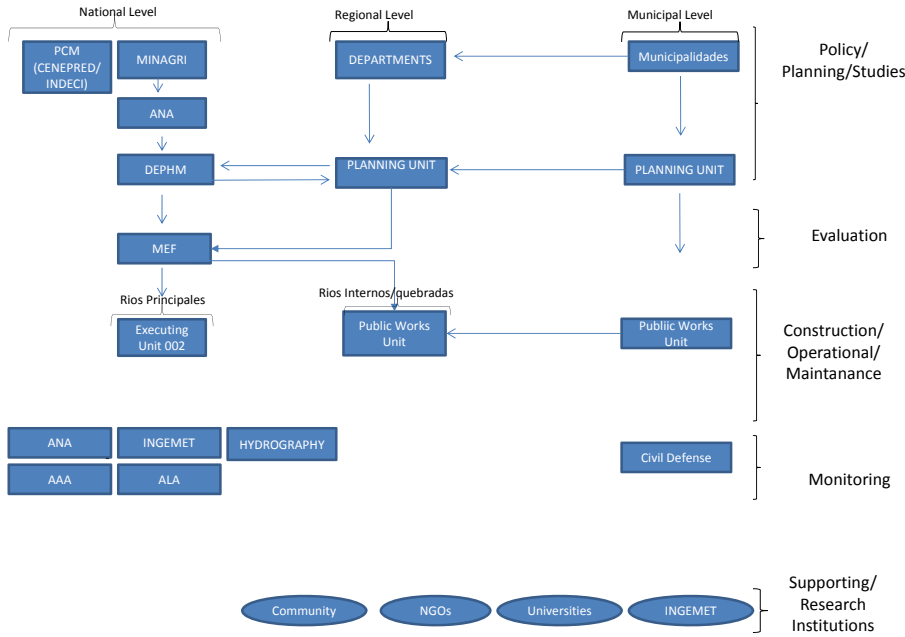 National Level
Regional Level
Municipal Level
PCM
(CENEPRED/
INDECI)
MINAGRI
DEPARTMENTS
Municipalidades
Policy/
Planning/Studies
ANA
DEPHM
PLANNING UNIT
PLANNING UNIT
MEF
Evaluation
Rios Principales
Rios Internos/quebradas
Executing
Unit 002
Public Works
Unit
Publiic Works
Unit
Construction/
Operational/
Maintanance
ANA
INGEMET
HYDROGRAPHY
Civil Defense
AAA
ALA
Monitoring
Community
NGOs
Universities
INGEMET
Supporting/
Research
Institutions